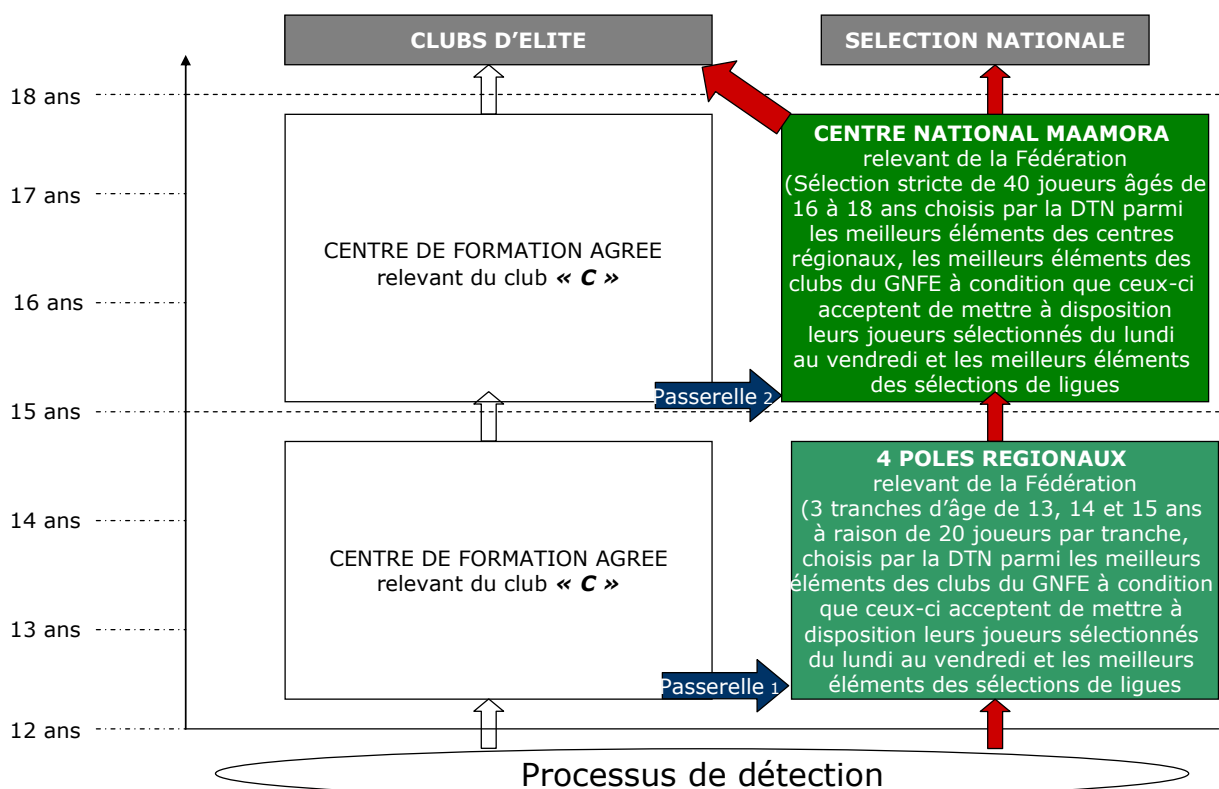 CLUBS D'ELITE
SELECTION NATIONALE
18 ans
17 ans
16 ans
15 ans
14 ans
13 ans
12 ans
CENTRE DE FORMATION AGREE
relevant du club « C »
CENTRE NATIONAL MAAMORA
relevant de la Fédération
(Sélection stricte de 40 joueurs âgés de
16 à 18 ans choisis par la DTN parmi
les meilleurs éléments des centres
régionaux, les meilleurs éléments des
clubs du GNFE à condition que ceux-ci
acceptent de mettre à disposition
leurs joueurs sélectionnés du lundi
au vendredi et les meilleurs éléments
des sélections de ligues
Passerelle 2
CENTRE DE FORMATION AGREE
relevant du club « C »
4 POLES REGIONAUX
relevant de la Fédération
(3 tranches d'âge de 13, 14 et 15 ans
à raison de 20 joueurs par tranche,
choisis par la DTN parmi les meilleurs
éléments des clubs du GNFE à condition
que ceux-ci acceptent de mettre à
disposition leurs joueurs sélectionnés
du lundi au vendredi et les meilleurs
éléments des sélections de ligues
Passerelle 1
Processus de détection